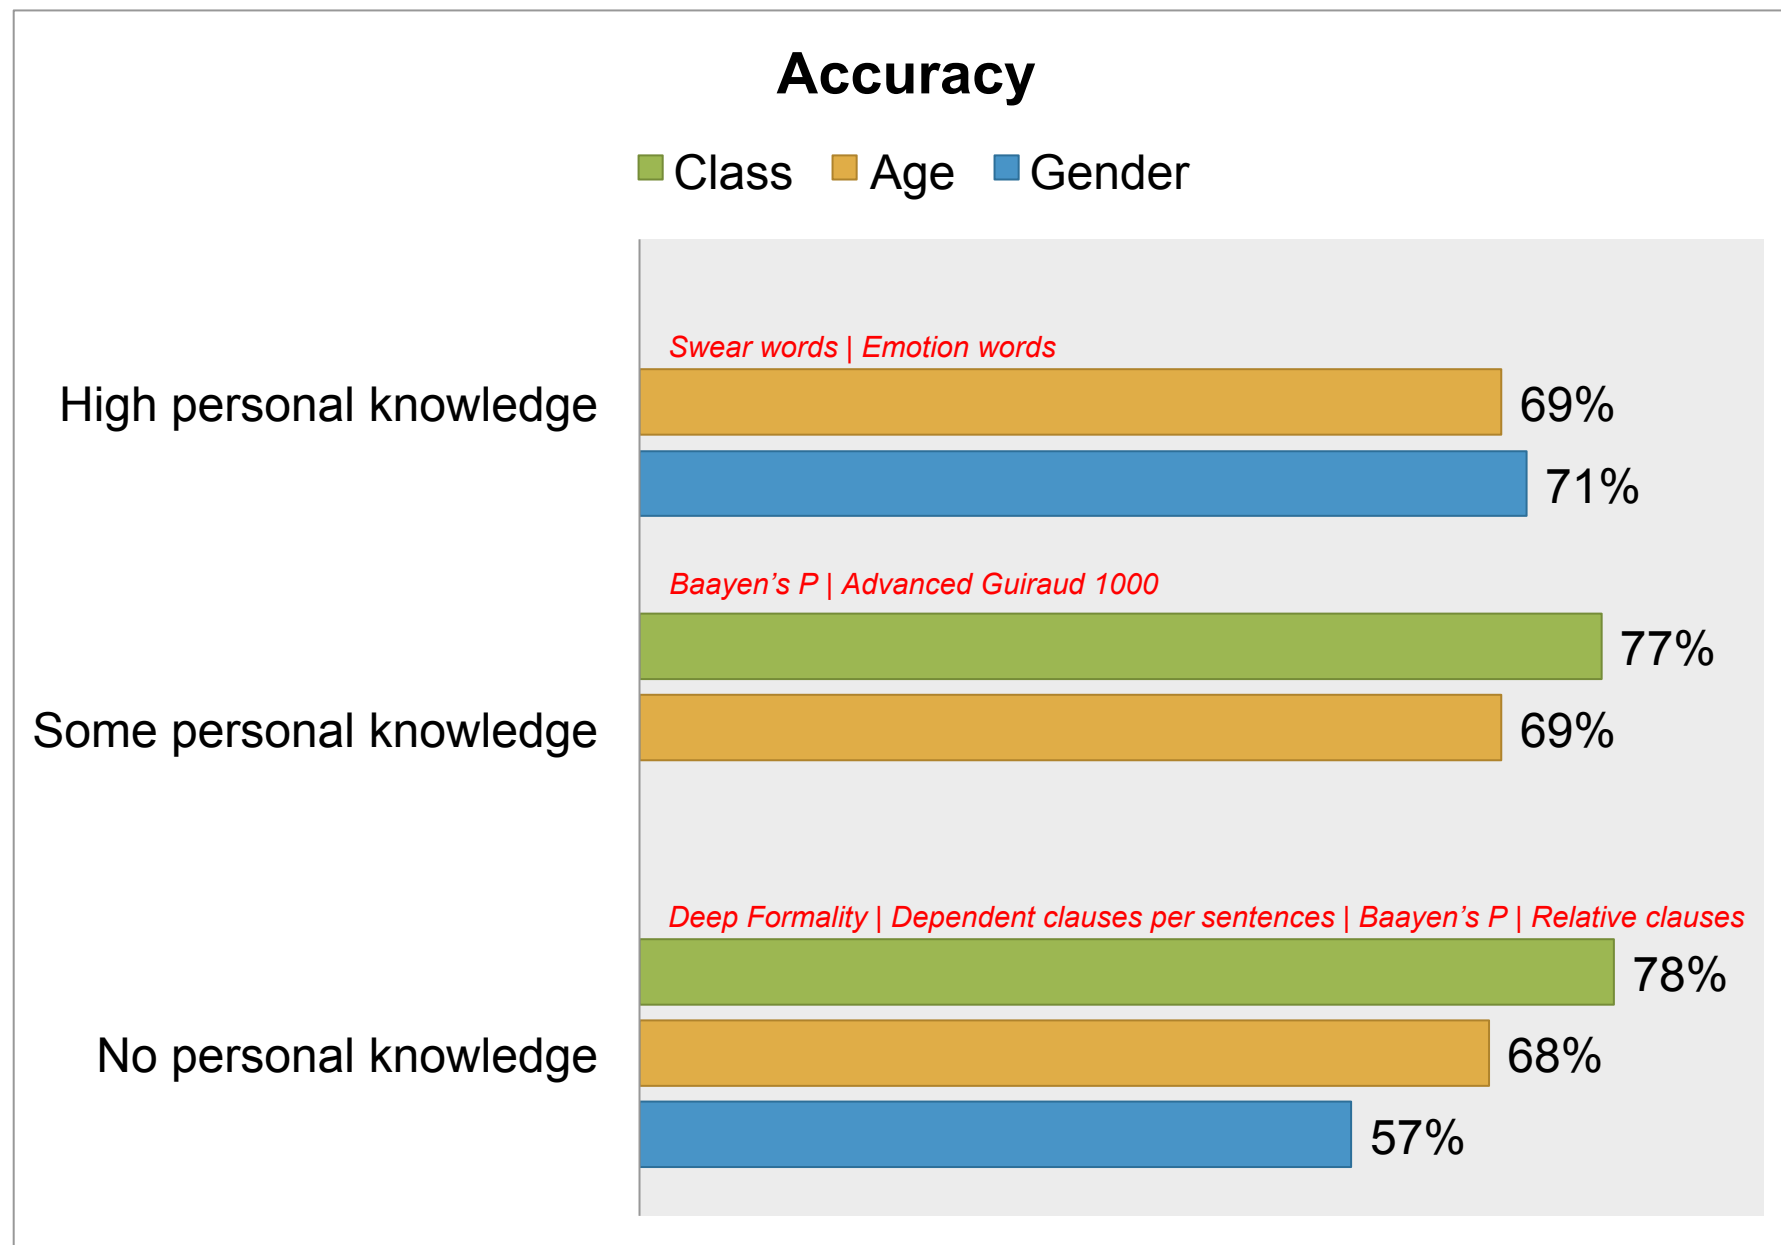 Accuracy
Class Age Gender
Swear words | Emotion words
High personal knowledge
69%
71%
Baayen’s P | Advanced Guiraud 1000
77%
Some personal knowledge
69%
Deep Formality | Dependent clauses per sentences | Baayen’s P | Relative clauses
78%
No personal knowledge
68%
57%